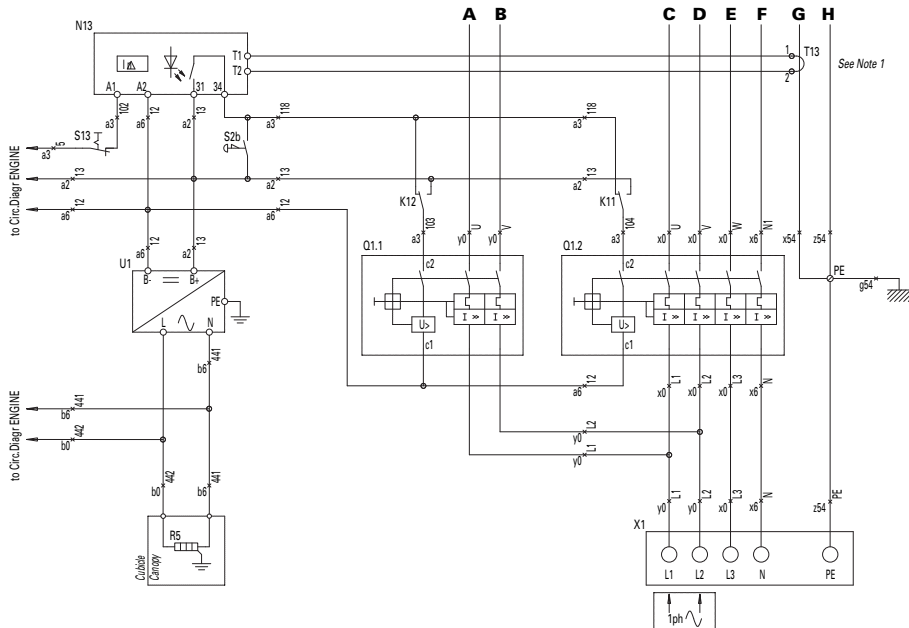 A B C D E F G H
N13
T1
T2
1
T13
2
See Note 1
I
A1 A2 31 34
102 12 13 118 118
a3 a6 a2 a3 a3
S13
5
a3
S2b
to Circ.Diagr ENGINE
13 13 13
a2 a2 a2
12 12
a6 a6
K12 K11
103 U V 104 U V W N1
a3 y0 y0 a3 x0 x0 x0 x6 x54 z54
12 13
a6 a2
U1
B- B+
PE
L N
Q1.1
c2
U>
I » I »
c1
Q1.2
c2
U>
I » I » I » I »
c1
PE
g54
441
b6
12
a6
L1 L2 L3 N
x0 x0 x0 x6
to Circ.Diagr ENGINE
441
b6
442
b0
L2
y0
L1
y0
442 441
b0 b6
L1 L2 L3 N PE
y0 y0 x0 x6 z54
X1
R5
Cubicle
Canopy
L1 L2 L3 N PE
1ph